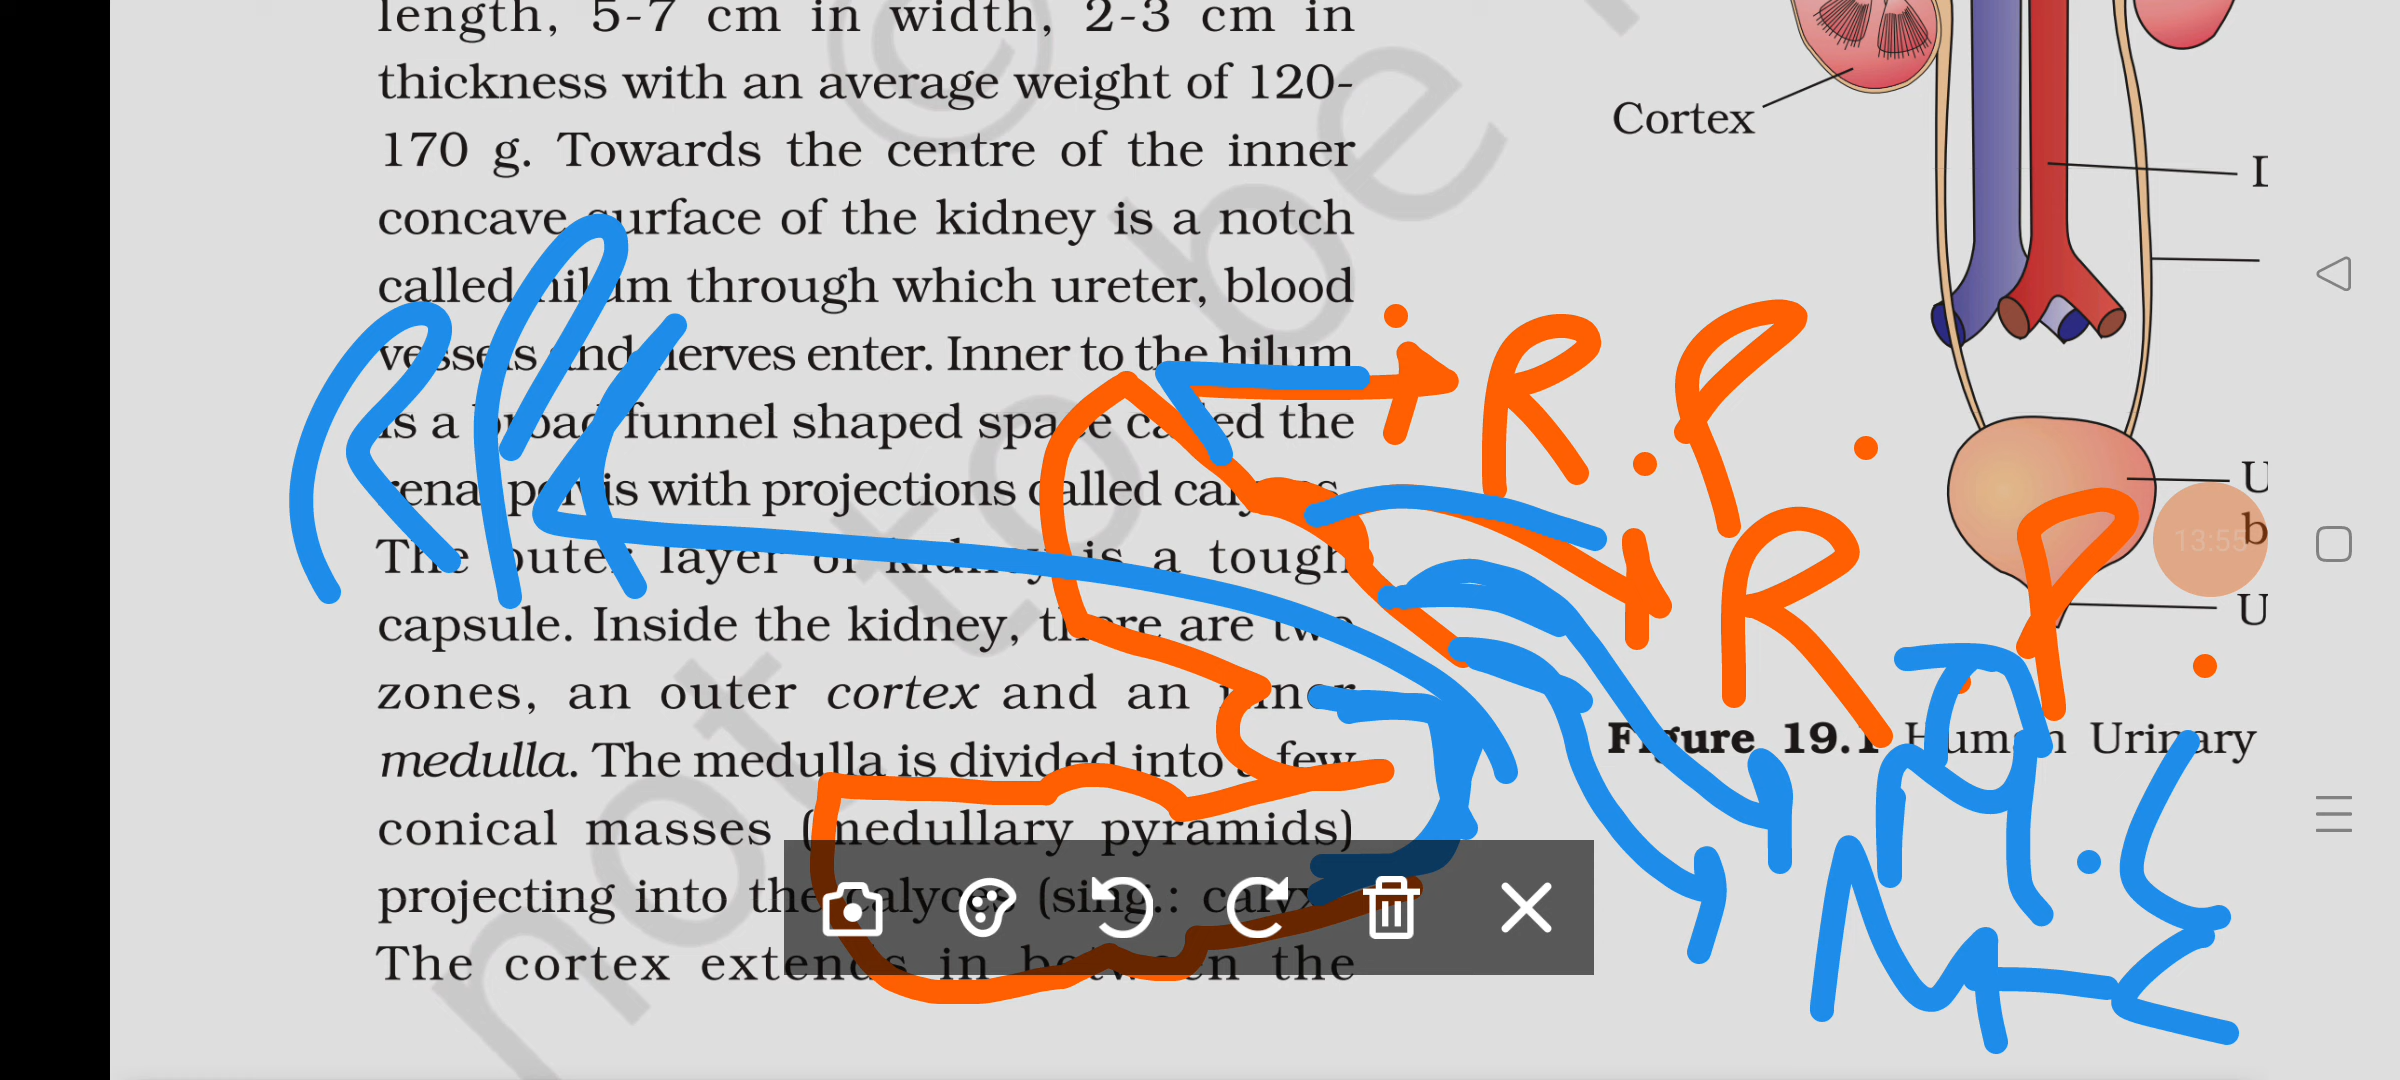 length, 5-7 cm in width, 2-3 cm in
thickness with an average weight of 120-
170 g. Towards the centre of the inner
concave surface of the kidney is a notch
called hilum through which ureter, blood
vessels and nerves enter. Inner to the hilum
is a broad funnel shaped space called the
renal pelvis with projections called calyces.
The outer layer of kidney is a tough
capsule. Inside the kidney, there are two
zones, an outer cortex and an inner
medulla. The medulla is divided into a few
conical masses (medullary pyramids)
projecting into the calyces (sing.: calyx
The cortex extends in between the
Cortex
U
b
U
Figure 19.1 Human Urinary
R.P.
R.P.
13:55
not to be
©